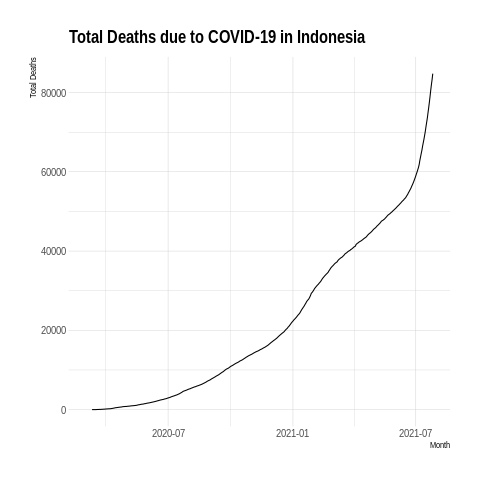 Total Deaths due to COVID-19 in Indonesia
Total Deaths
80000
60000
40000
20000
0
2020-07 2021-01 2021-07
Month